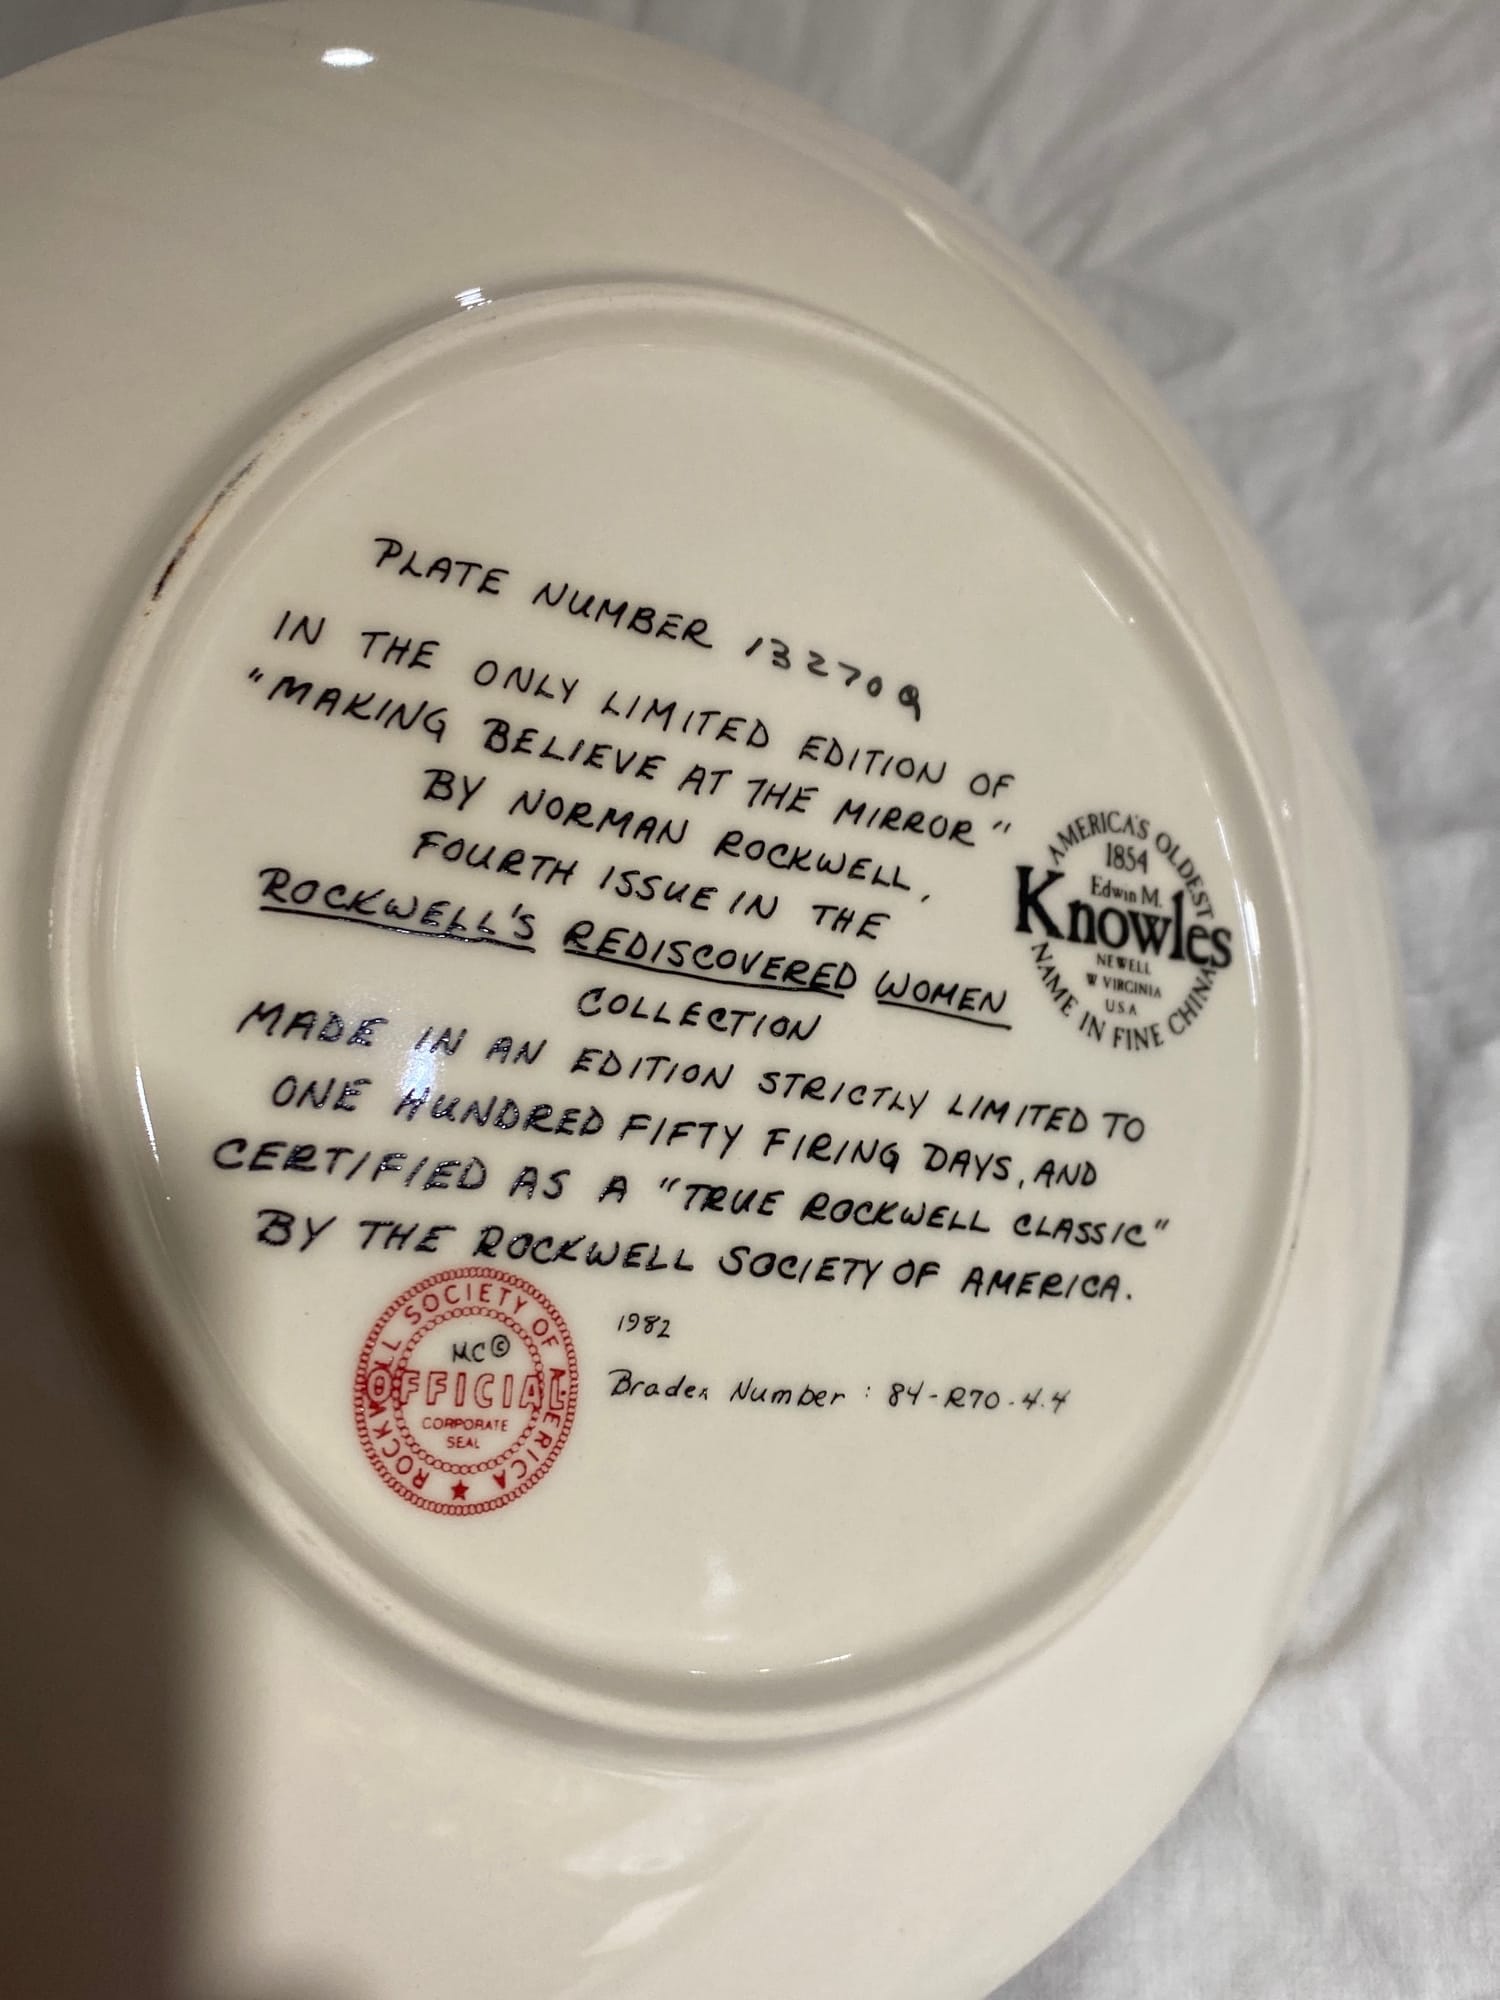 PLATE NUMBER 13270Q
IN THE ONLY LIMITED EDITION OF
"MAKING BELIEVE AT THE MIRROR"
BY NORMAN ROCKWELL,
FOURTH ISSUE IN THE
ROCKWELL'S REDISCOVERED WOMEN
COLLECTION
MADE IN AN EDITION STRICTLY LIMITED TO
ONE HUNDRED FIFTY FIRING DAYS, AND
CERTIFIED AS A "TRUE ROCKWELL CLASSIC"
BY THE ROCKWELL SOCIETY OF AMERICA.
AMERICA'S OLDEST
1854
Edwin M.
Knowles
NEWELL
W VIRGINIA
USA
NAME IN FINE CHINA
ROCKWELL SOCIETY OF AMERICA
MC©
OFFICIAL
CORPORATE
SEAL
1982
Bradex Number: 84-R70-4.4